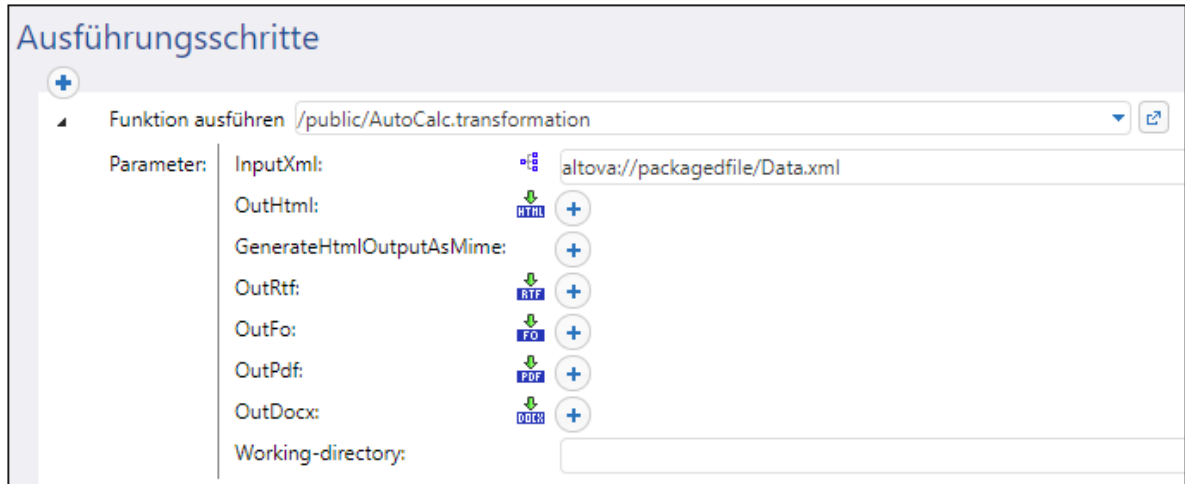 Ausführungsschritte
Funktion ausführen /public/AutoCalc.transformation
Parameter: InputXml: altova://packagedfile/Data.xml
OutHtml: HTML
GenerateHtmlOutputAsMime:
OutRtf: RTF
OutFo: FO
OutPdf: PDF
OutDocx: DOCX
Working-directory: